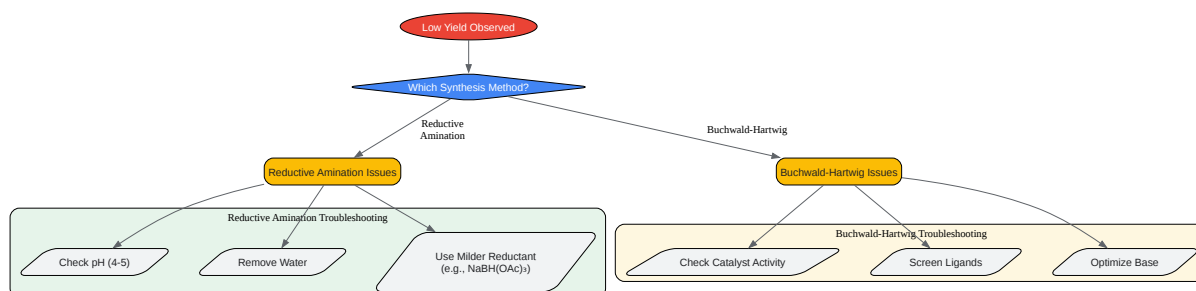 Low Yield Observed
Which Synthesis Method?
Reductive
Amination
Buchwald-Hartwig
Reductive Amination Issues
Buchwald-Hartwig Issues
Reductive Amination Troubleshooting
Buchwald-Hartwig Troubleshooting
Check pH (4-5)
Remove Water
Use Milder Reductant
(e.g., NaBH(OAc)₃)
Check Catalyst Activity
Screen Ligands
Optimize Base